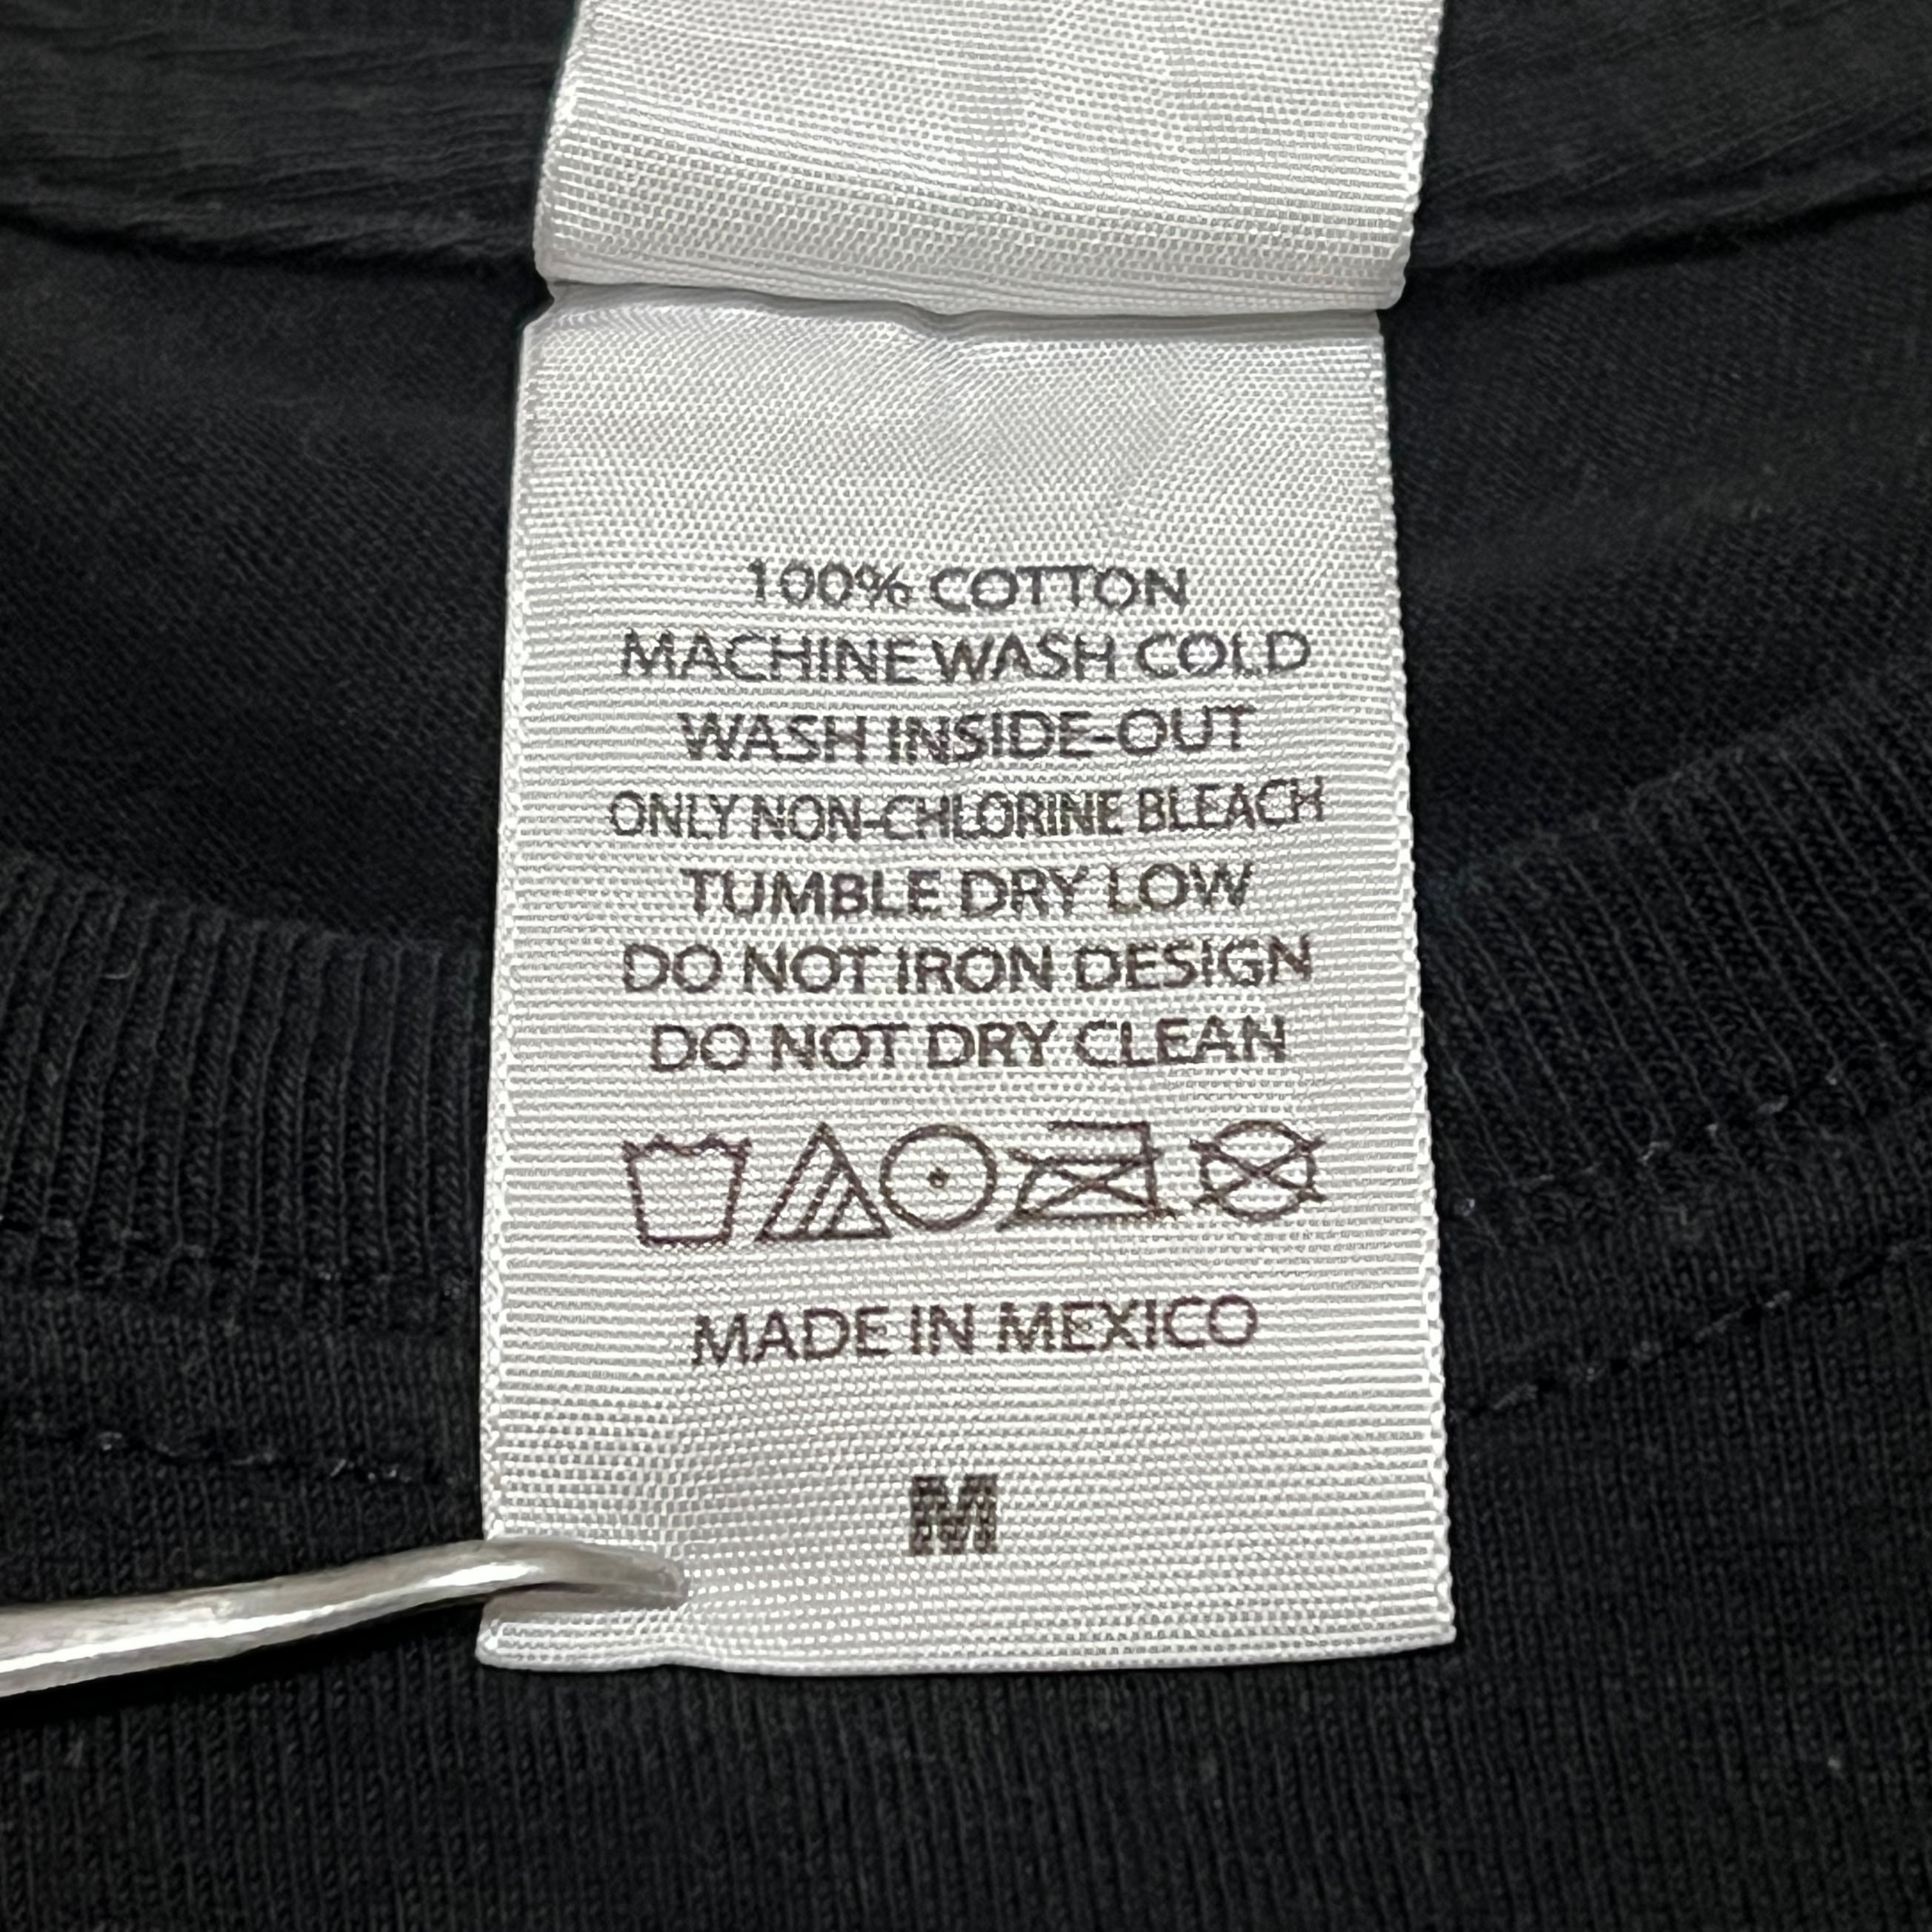 100% COTTON
MACHINE WASH COLD
WASH INSIDE-OUT
ONLY NON-CHLORINE BLEACH
TUMBLE DRY LOW
DO NOT IRON DESIGN
DO NOT DRY CLEAN
MADE IN MEXICO
M